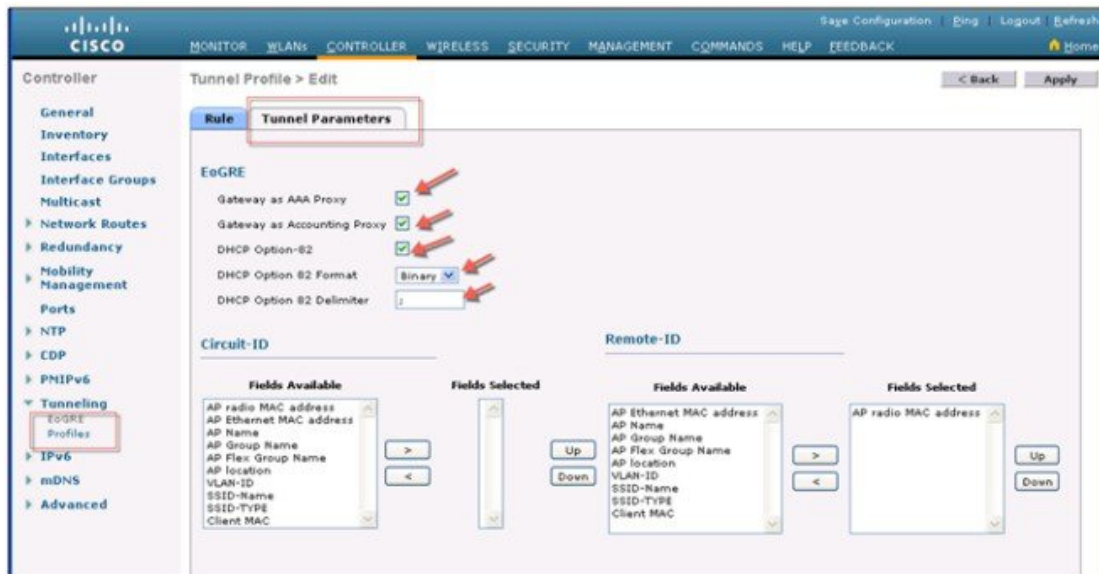 Save Configuration | Ping | Logout | Refresh
CISCO
MONITOR WLANs CONTROLLER WIRELESS SECURITY MANAGEMENT COMMANDS HELP FEEDBACK Home
Controller
General
Inventory
Interfaces
Interface Groups
Multicast
Network Routes
Redundancy
Mobility Management
Ports
NTP
CDP
PMIPv6
Tunneling
EoGRE
Profiles
IPv6
mDNS
Advanced
Tunnel Profile > Edit
< Back
Apply
Rule
Tunnel Parameters
EoGRE
Gateway as AAA Proxy
Gateway as Accounting Proxy
DHCP Option-82
DHCP Option 82 Format Binary
DHCP Option 82 Delimiter ;
Circuit-ID
Fields Available
AP radio MAC address
AP Ethernet MAC address
AP Name
AP Group Name
AP Flex Group Name
AP location
VLAN-ID
SSID-Name
SSID-TYPE
Client MAC
>
<
Fields Selected
Up
Down
Remote-ID
Fields Available
AP Ethernet MAC address
AP Name
AP Group Name
AP Flex Group Name
AP location
VLAN-ID
SSID-Name
SSID-TYPE
Client MAC
>
<
Fields Selected
AP radio MAC address
Up
Down